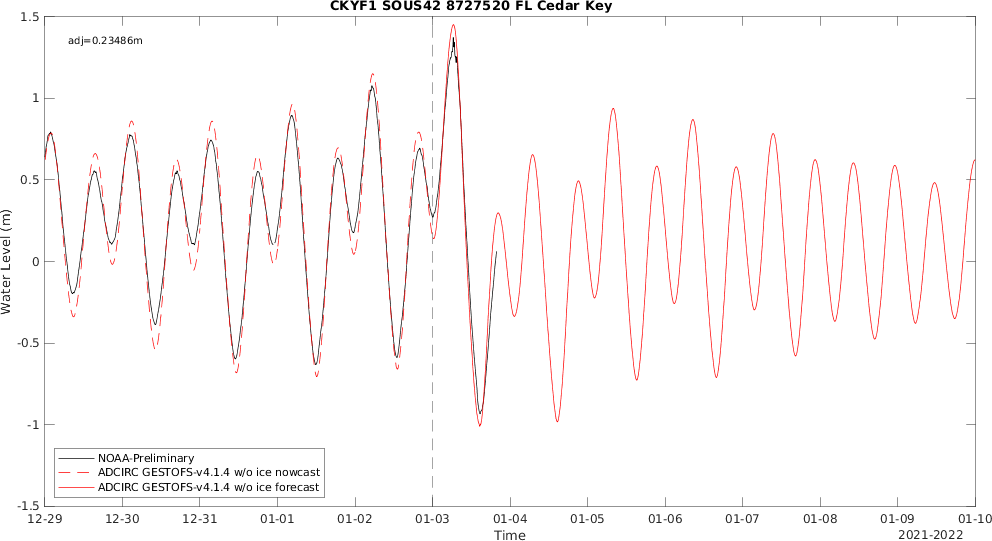 CKYF1 SOUS42 8727520 FL Cedar Key
adj=0.23486m
Water Level (m)
1.5
1
0.5
0
-0.5
-1
-1.5
NOAA-Preliminary
ADCIRC GESTOFS-v4.1.4 w/o ice nowcast
ADCIRC GESTOFS-v4.1.4 w/o ice forecast
12-29 12-30 12-31 01-01 01-02 01-03 01-04 01-05 01-06 01-07 01-08 01-09 01-10
Time
2021-2022